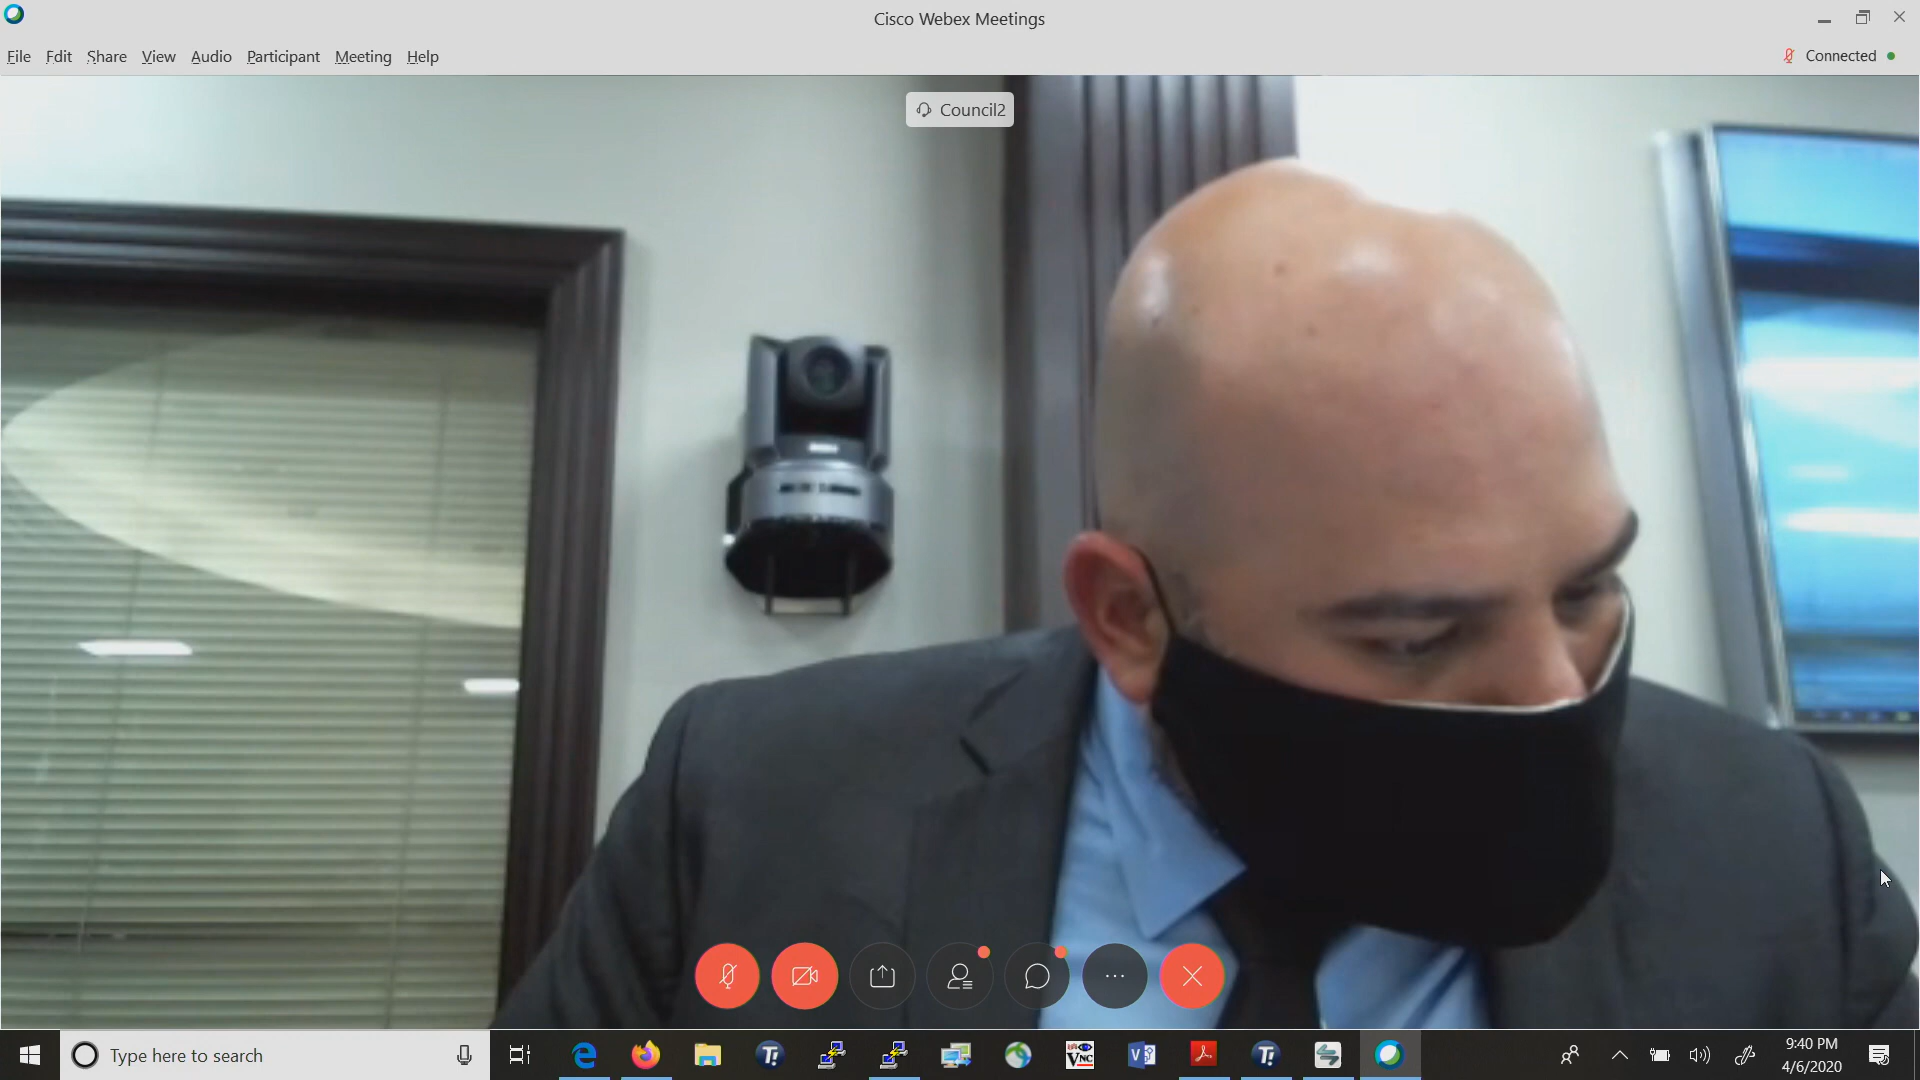 Cisco Webex Meetings
File Edit Share View Audio Participant Meeting Help
Connected
Council2
Type here to search
9:40 PM
4/6/2020